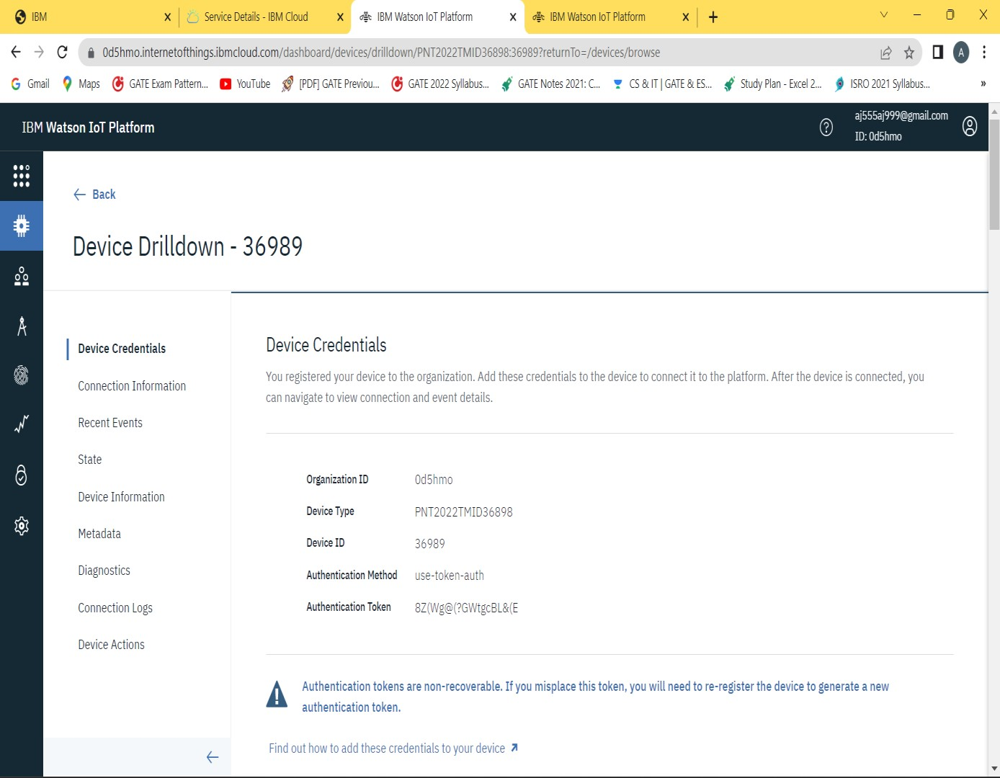 IBM
Service Details - IBM Cloud
IBM Watson IoT Platform
IBM Watson IoT Platform
0d5hmo.internetofthings.ibmcloud.com/dashboard/devices/drilldown/PNT2022TMID36898:36989?returnTo=/devices/browse
A
Gmail
Maps
GATE Exam Pattern...
YouTube
[PDF] GATE Previou...
GATE 2022 Syllabus...
GATE Notes 2021: C...
CS & IT | GATE & ES...
Study Plan - Excel 2...
ISRO 2021 Syllabus...
»
IBM Watson IoT Platform
aj555aj999@gmail.com
ID: 0d5hmo
Back
Device Drilldown - 36989
Device Credentials
Connection Information
Recent Events
State
Device Information
Metadata
Diagnostics
Connection Logs
Device Actions
Device Credentials
You registered your device to the organization. Add these credentials to the device to connect it to the platform. After the device is connected, you
can navigate to view connection and event details.
Organization ID 0d5hmo
Device Type PNT2022TMID36898
Device ID 36989
Authentication Method use-token-auth
Authentication Token 8Z(Wg@(?GWtgcBL&(E
Authentication tokens are non-recoverable. If you misplace this token, you will need to re-register the device to generate a new
authentication token.
Find out how to add these credentials to your device